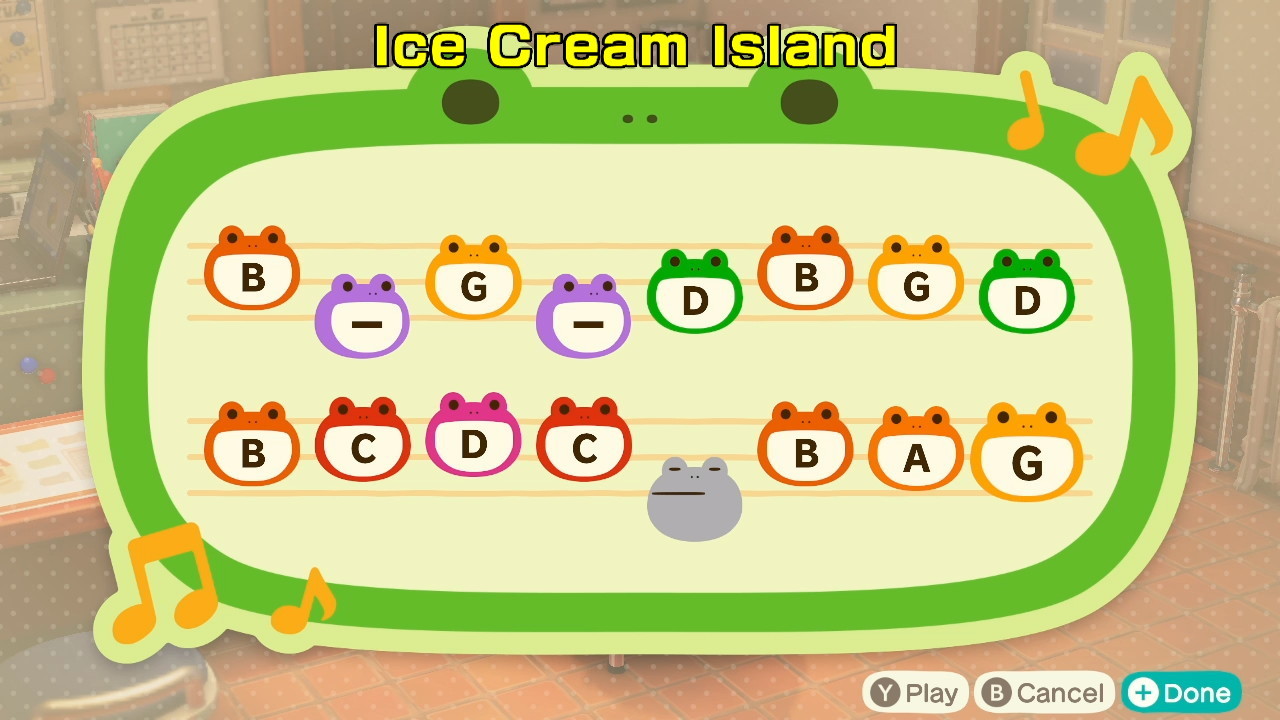 Ice Cream Island
B – G – D B G D
B C D C B A G
Y Play B Cancel + Done